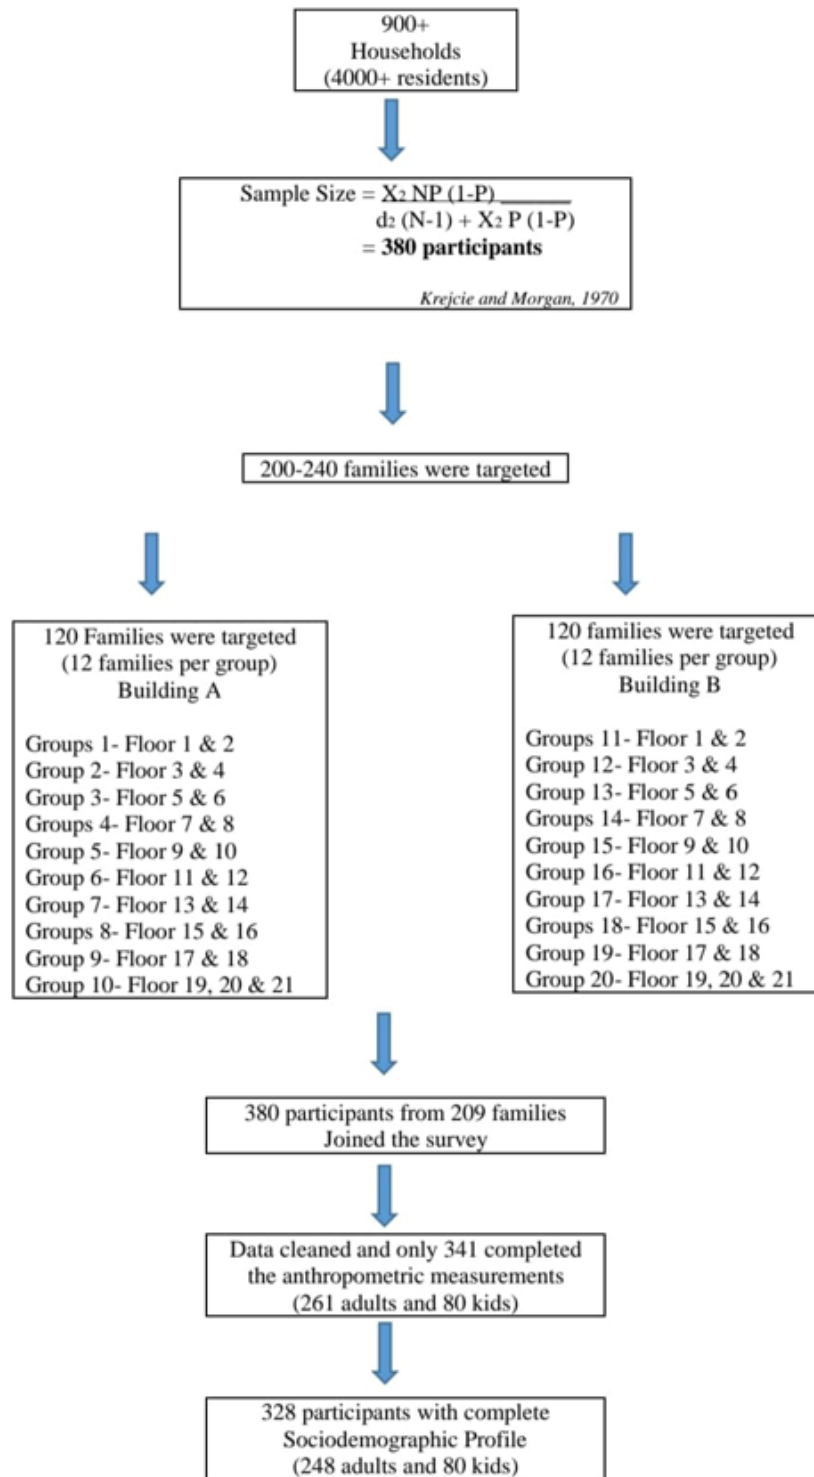 900+
Households
(4000+ residents)
Sample Size = X2 NP (1-P)
d2 (N-1) + X2 P (1-P)
= 380 participants
Krejcie and Morgan, 1970
200-240 families were targeted
120 Families were targeted
(12 families per group)
Building A
Groups 1- Floor 1 & 2
Group 2- Floor 3 & 4
Group 3- Floor 5 & 6
Groups 4- Floor 7 & 8
Group 5- Floor 9 & 10
Group 6- Floor 11 & 12
Group 7- Floor 13 & 14
Groups 8- Floor 15 & 16
Group 9- Floor 17 & 18
Group 10- Floor 19, 20 & 21
120 families were targeted
(12 families per group)
Building B
Groups 11- Floor 1 & 2
Group 12- Floor 3 & 4
Group 13- Floor 5 & 6
Groups 14- Floor 7 & 8
Group 15- Floor 9 & 10
Group 16- Floor 11 & 12
Group 17- Floor 13 & 14
Groups 18- Floor 15 & 16
Group 19- Floor 17 & 18
Group 20- Floor 19, 20 & 21
380 participants from 209 families
Joined the survey
Data cleaned and only 341 completed
the anthropometric measurements
(261 adults and 80 kids)
328 participants with complete
Sociodemographic Profile
(248 adults and 80 kids)